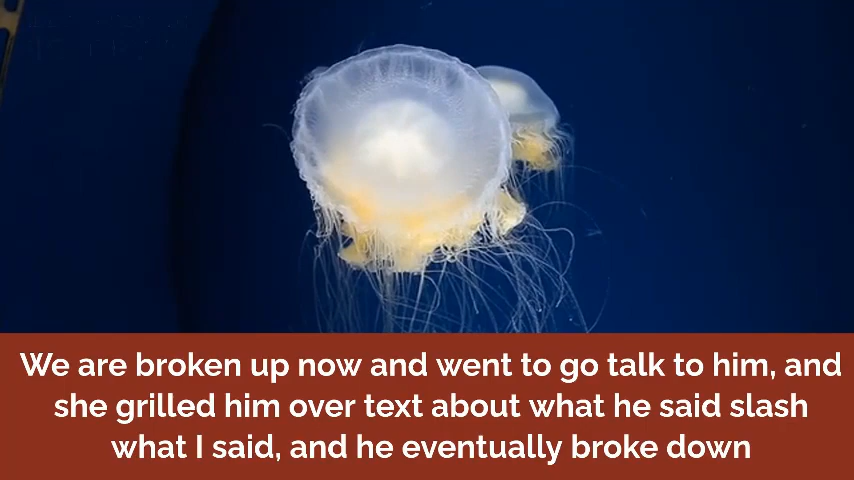 We are broken up now and went to go talk to him, and
she grilled him over text about what he said slash
what I said, and he eventually broke down